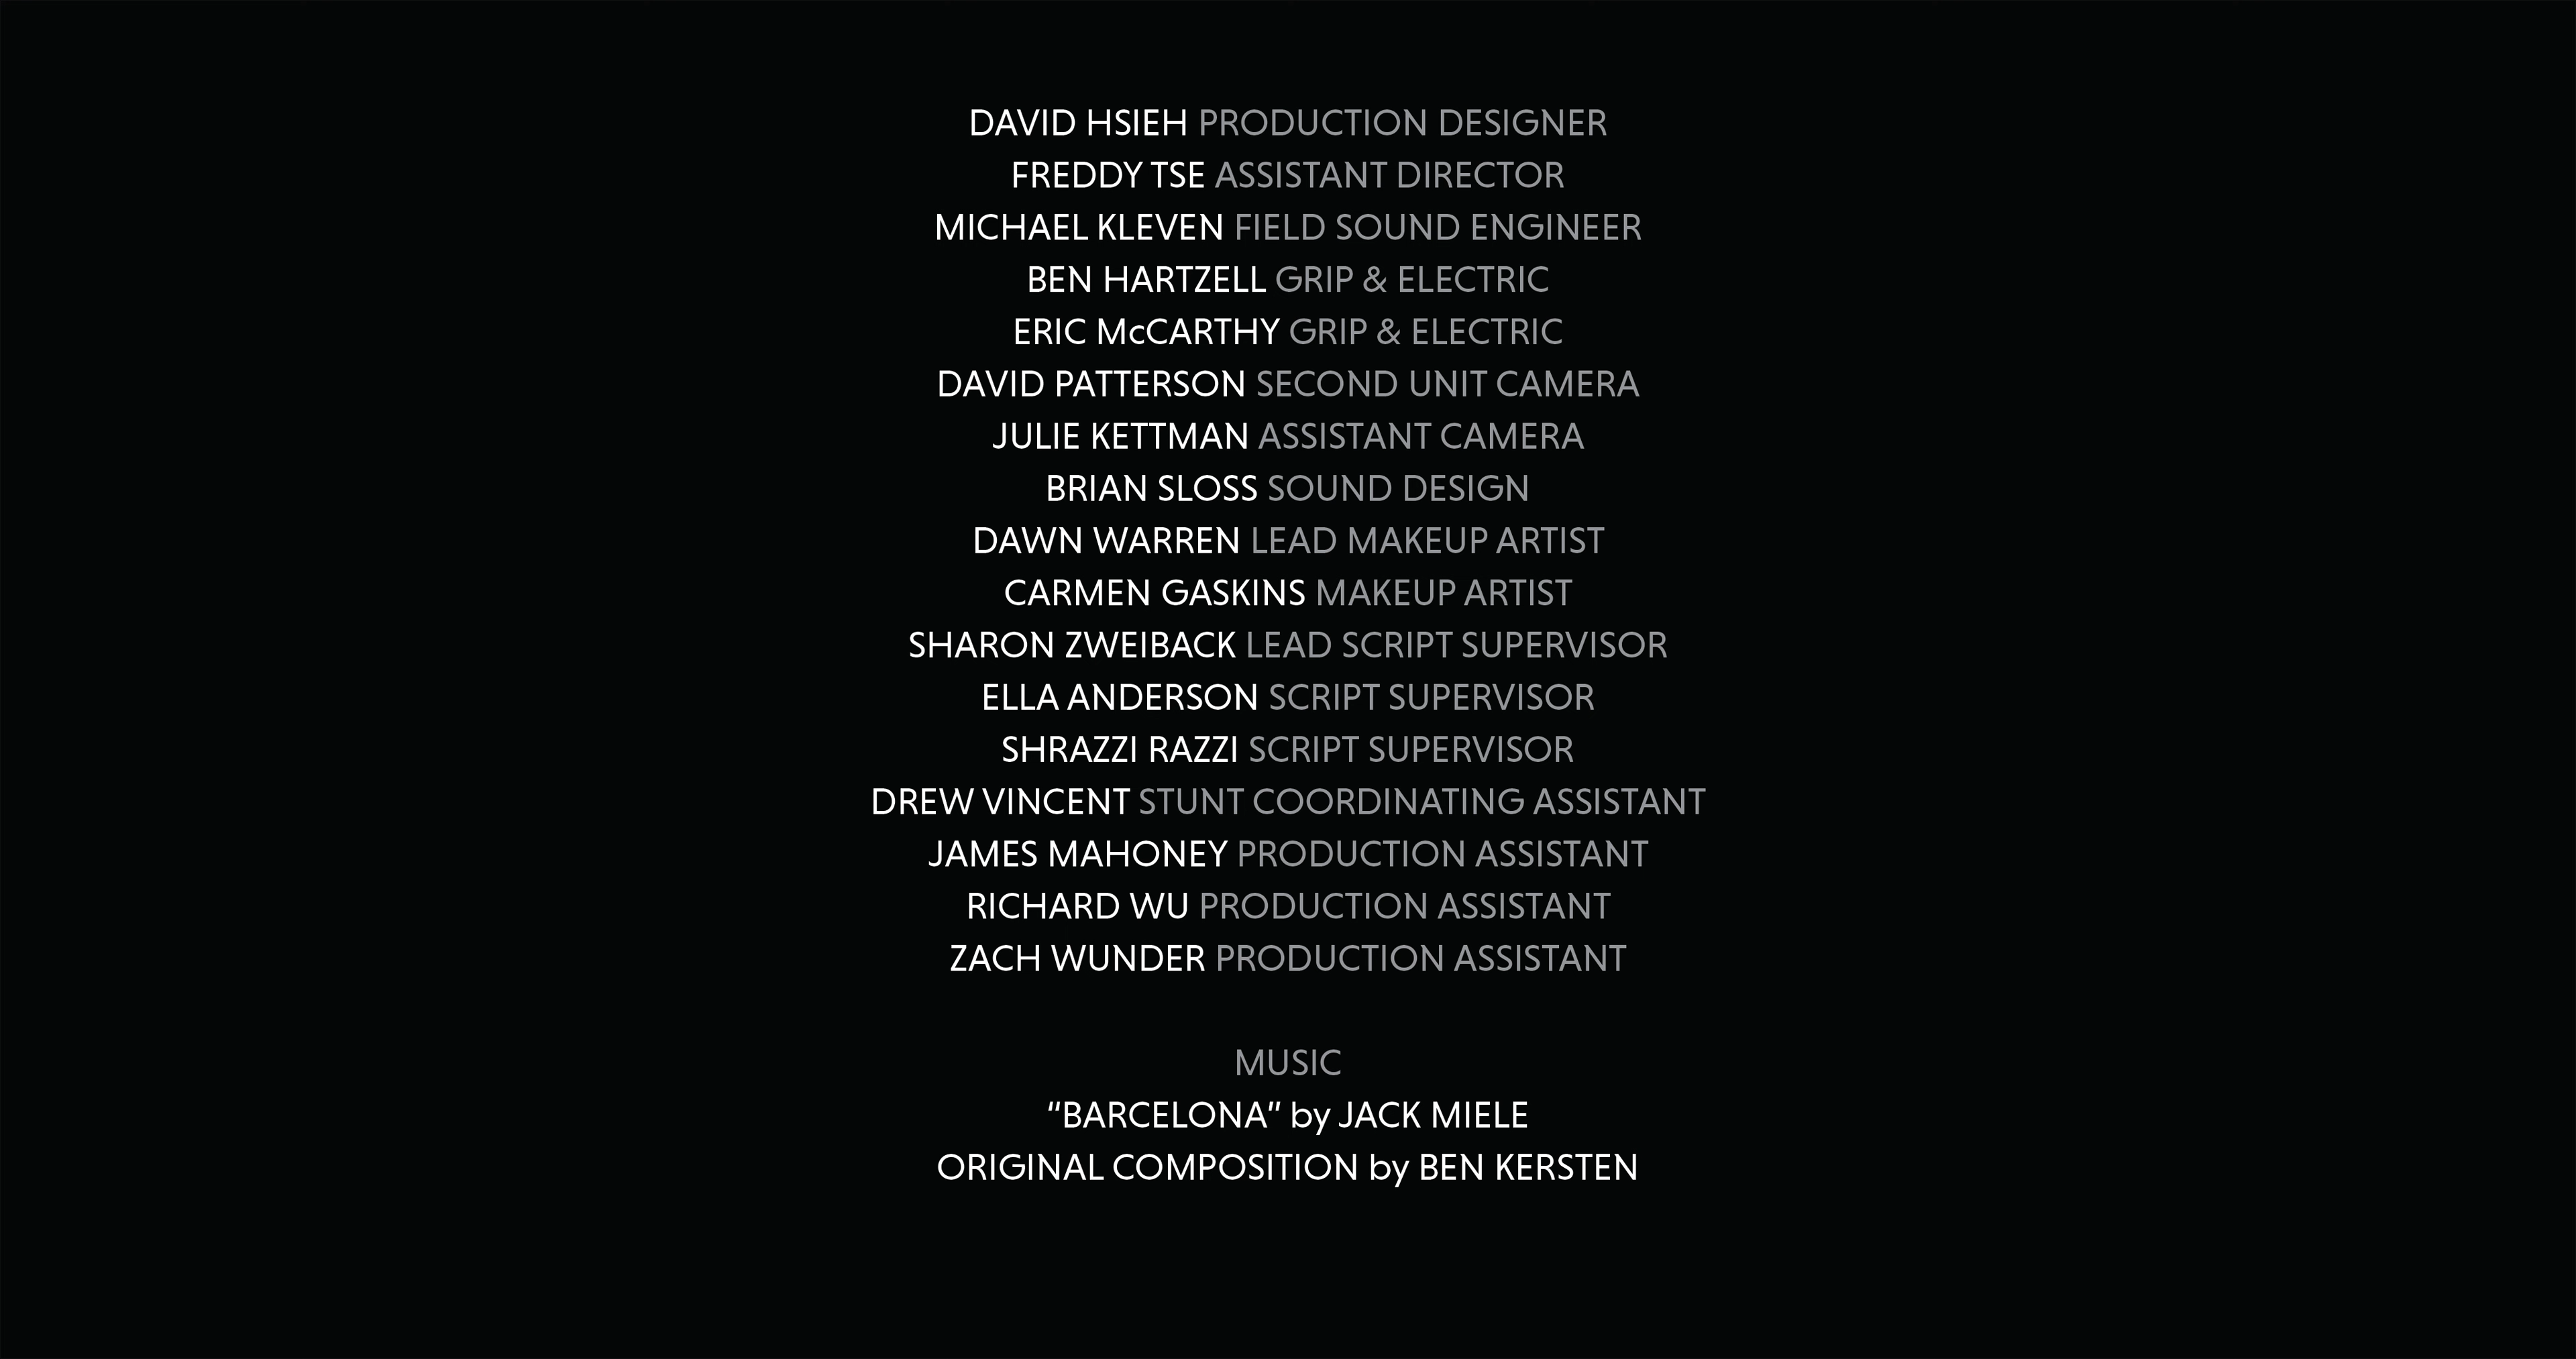 DAVID HSIEH PRODUCTION DESIGNER
FREDDY TSE ASSISTANT DIRECTOR
MICHAEL KLEVEN FIELD SOUND ENGINEER
BEN HARTZELL GRIP & ELECTRIC
ERIC McCARTHY GRIP & ELECTRIC
DAVID PATTERSON SECOND UNIT CAMERA
JULIE KETTMAN ASSISTANT CAMERA
BRIAN SLOSS SOUND DESIGN
DAWN WARREN LEAD MAKEUP ARTIST
CARMEN GASKINS MAKEUP ARTIST
SHARON ZWEIBACK LEAD SCRIPT SUPERVISOR
ELLA ANDERSON SCRIPT SUPERVISOR
SHRAZZI RAZZI SCRIPT SUPERVISOR
DREW VINCENT STUNT COORDINATING ASSISTANT
JAMES MAHONEY PRODUCTION ASSISTANT
RICHARD WU PRODUCTION ASSISTANT
ZACH WUNDER PRODUCTION ASSISTANT
MUSIC
“BARCELONA” by JACK MIELE
ORIGINAL COMPOSITION by BEN KERSTEN